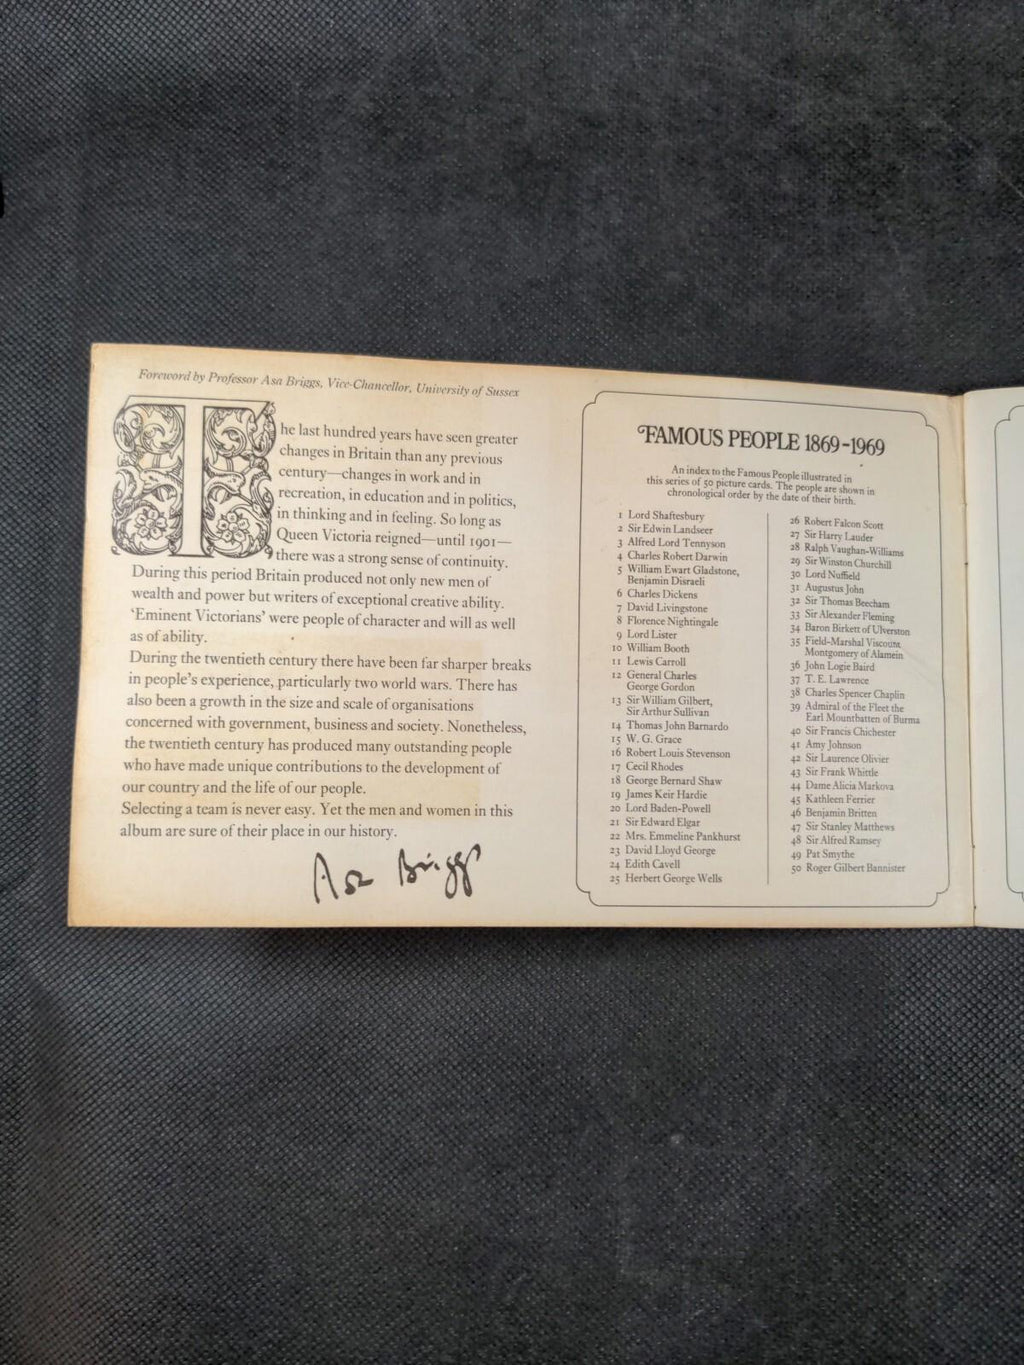 Foreword by Professor Asa Briggs, Vice-Chancellor, University of Sussex
The last hundred years have seen greater
changes in Britain than any previous
century—changes in work and in
recreation, in education and in politics,
in thinking and in feeling. So long as
Queen Victoria reigned—until 1901—
there was a strong sense of continuity.
During this period Britain produced not only new men of
wealth and power but writers of exceptional creative ability.
'Eminent Victorians' were people of character and will as well
as of ability.
During the twentieth century there have been far sharper breaks
in people's experience, particularly two world wars. There has
also been a growth in the size and scale of organisations
concerned with government, business and society. Nonetheless,
the twentieth century has produced many outstanding people
who have made unique contributions to the development of
our country and the life of our people.
Selecting a team is never easy. Yet the men and women in this
album are sure of their place in our history.
Asa Briggs
FAMOUS PEOPLE 1869-1969
An index to the Famous People illustrated in
this series of 50 picture cards. The people are shown in
chronological order by the date of their birth.
1 Lord Shaftesbury
2 Sir Edwin Landseer
3 Alfred Lord Tennyson
4 Charles Robert Darwin
5 William Ewart Gladstone,
Benjamin Disraeli
6 Charles Dickens
7 David Livingstone
8 Florence Nightingale
9 Lord Lister
10 William Booth
11 Lewis Carroll
12 General Charles
George Gordon
13 Sir William Gilbert,
Sir Arthur Sullivan
14 Thomas John Barnardo
15 W. G. Grace
16 Robert Louis Stevenson
17 Cecil Rhodes
18 George Bernard Shaw
19 James Keir Hardie
20 Lord Baden-Powell
21 Sir Edward Elgar
22 Mrs. Emmeline Pankhurst
23 David Lloyd George
24 Edith Cavell
25 Herbert George Wells
26 Robert Falcon Scott
27 Sir Harry Lauder
28 Ralph Vaughan-Williams
29 Sir Winston Churchill
30 Lord Nuffield
31 Augustus John
32 Sir Thomas Beecham
33 Sir Alexander Fleming
34 Baron Birkett of Ulverston
35 Field-Marshal Viscount
Montgomery of Alamein
36 John Logie Baird
37 T. E. Lawrence
38 Charles Spencer Chaplin
39 Admiral of the Fleet the
Earl Mountbatten of Burma
40 Sir Francis Chichester
41 Amy Johnson
42 Sir Laurence Olivier
43 Sir Frank Whittle
44 Dame Alicia Markova
45 Kathleen Ferrier
46 Benjamin Britten
47 Sir Stanley Matthews
48 Sir Alfred Ramsey
49 Pat Smythe
50 Roger Gilbert Bannister